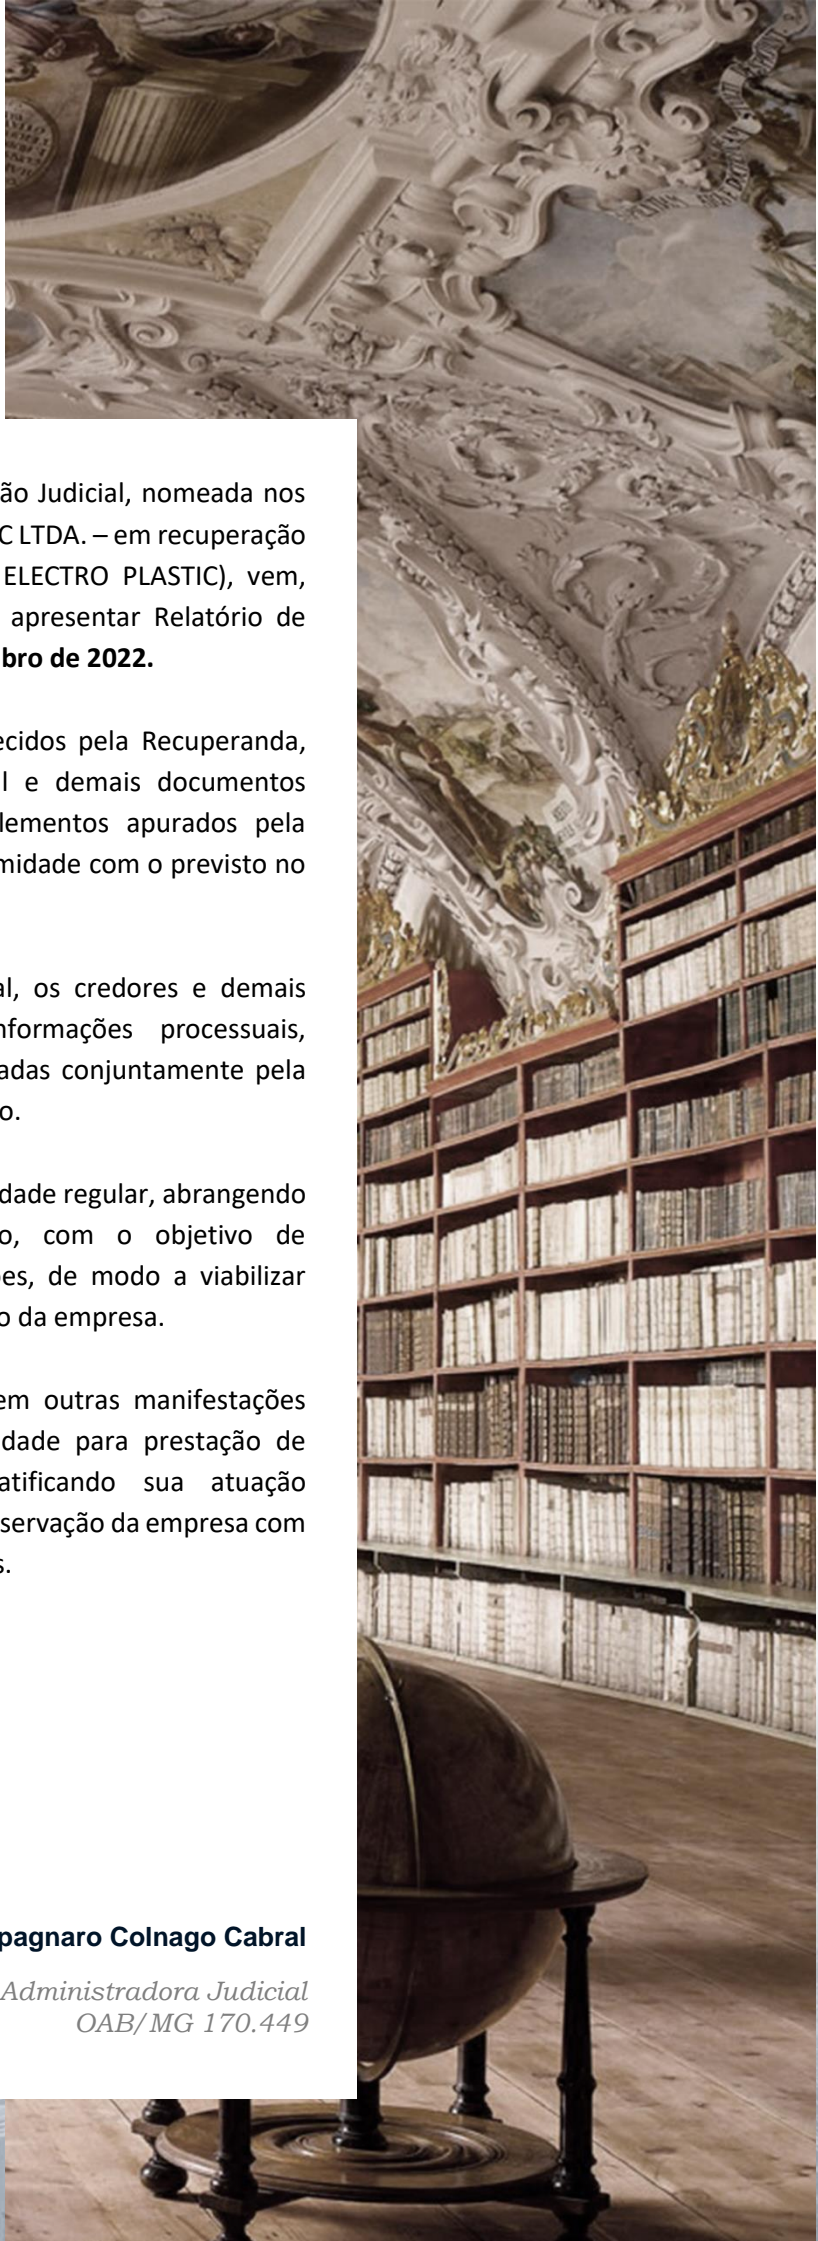 ão Judicial, nomeada nos
C LTDA. – em recuperação
ELECTRO PLASTIC), vem,
apresentar Relatório de
bro de 2022.
ecidos pela Recuperanda,
l e demais documentos
lementos apurados pela
midade com o previsto no
al, os credores e demais
nformações processuais,
adas conjuntamente pela
o.
dade regular, abrangendo
o, com o objetivo de
ões, de modo a viabilizar
o da empresa.
em outras manifestações
dade para prestação de
atificando sua atuação
servação da empresa com
s.
pagnaro Colnago Cabral
Administradora Judicial
OAB/MG 170.449